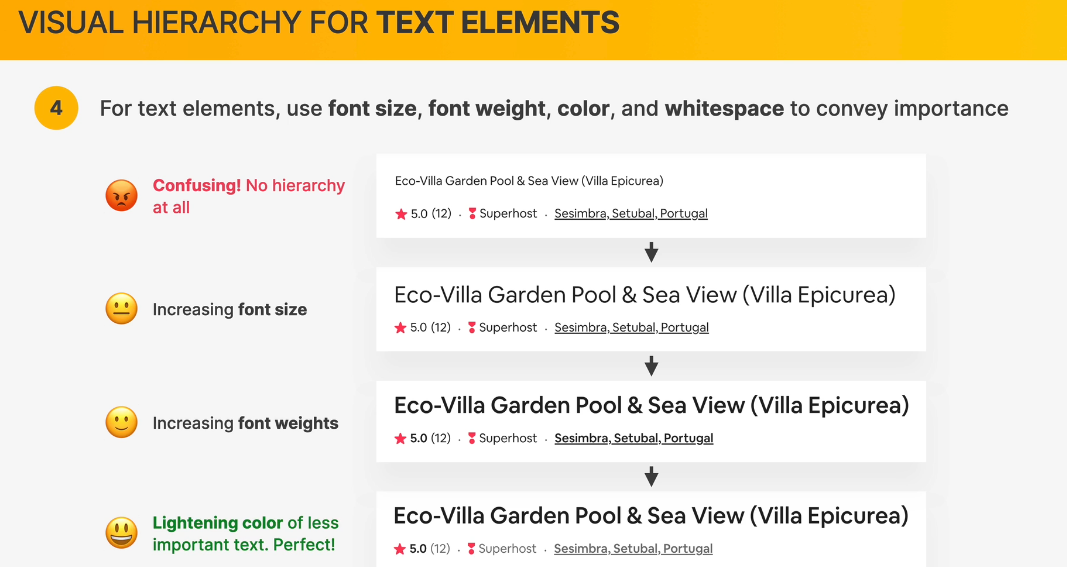 VISUAL HIERARCHY FOR TEXT ELEMENTS
4
For text elements, use font size, font weight, color, and whitespace to convey importance
Confusing! No hierarchy
at all
Eco-Villa Garden Pool & Sea View (Villa Epicurea)
5.0 (12) · Superhost · Sesimbra, Setubal, Portugal
Increasing font size
Eco-Villa Garden Pool & Sea View (Villa Epicurea)
5.0 (12) · Superhost · Sesimbra, Setubal, Portugal
Increasing font weights
Eco-Villa Garden Pool & Sea View (Villa Epicurea)
5.0 (12) · Superhost · Sesimbra, Setubal, Portugal
Lightening color of less
important text. Perfect!
Eco-Villa Garden Pool & Sea View (Villa Epicurea)
5.0 (12) · Superhost · Sesimbra, Setubal, Portugal